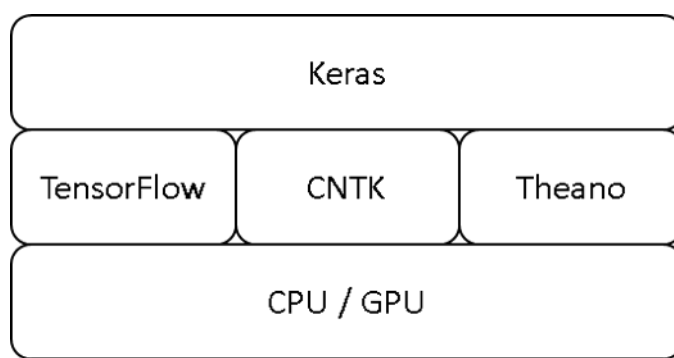 Keras
TensorFlow CNTK Theano
CPU / GPU